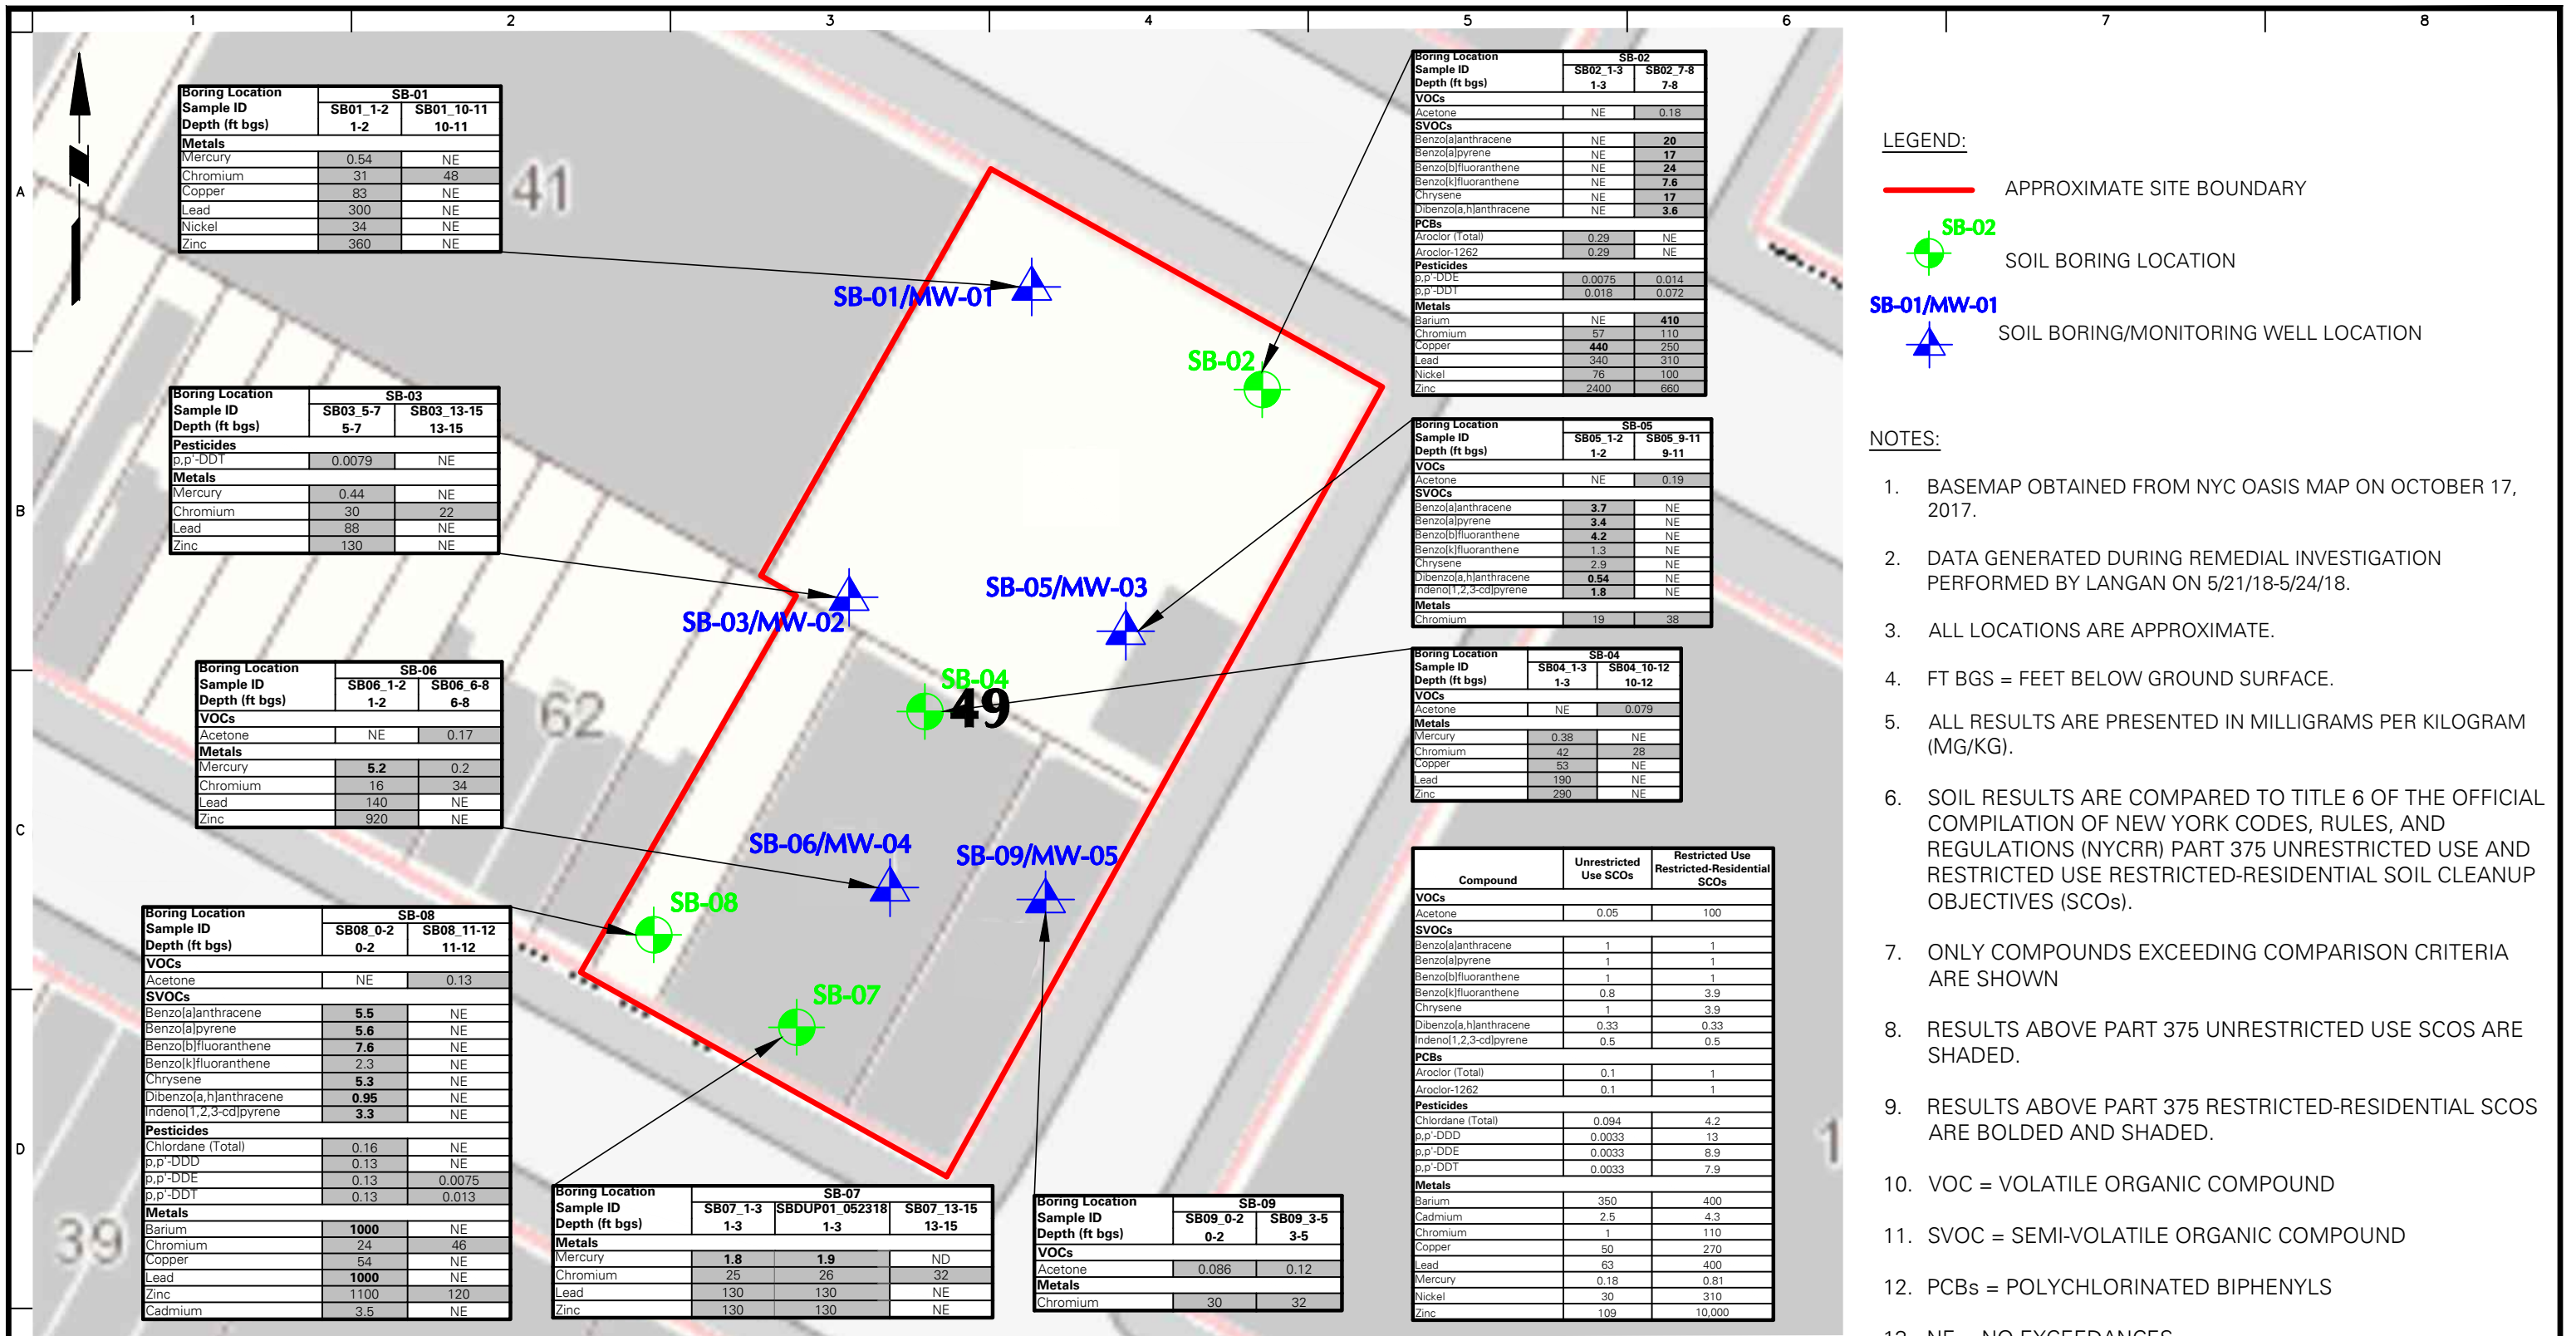 1 2 3 4 5 6 7 8
A
B
C
D
41
62
39
49
1
Boring Location SB-01
Sample ID SB01_1-2 SB01_10-11
Depth (ft bgs) 1-2 10-11
Metals
Mercury 0.54 NE
Chromium 31 48
Copper 83 NE
Lead 300 NE
Nickel 34 NE
Zinc 360 NE
Boring Location SB-03
Sample ID SB03_5-7 SB03_13-15
Depth (ft bgs) 5-7 13-15
Pesticides
p,p'-DDT 0.0079 NE
Metals
Mercury 0.44 NE
Chromium 30 22
Lead 88 NE
Zinc 130 NE
Boring Location SB-06
Sample ID SB06_1-2 SB06_6-8
Depth (ft bgs) 1-2 6-8
VOCs
Acetone NE 0.17
Metals
Mercury 5.2 0.2
Chromium 16 34
Lead 140 NE
Zinc 920 NE
Boring Location SB-08
Sample ID SB08_0-2 SB08_11-12
Depth (ft bgs) 0-2 11-12
VOCs
Acetone NE 0.13
SVOCs
Benzo[a]anthracene 5.5 NE
Benzo[a]pyrene 5.6 NE
Benzo[b]fluoranthene 7.6 NE
Benzo[k]fluoranthene 2.3 NE
Chrysene 5.3 NE
Dibenzo[a,h]anthracene 0.95 NE
Indeno[1,2,3-cd]pyrene 3.3 NE
Pesticides
Chlordane (Total) 0.16 NE
p,p'-DDD 0.13 NE
p,p'-DDE 0.13 0.0075
p,p'-DDT 0.13 0.013
Metals
Barium 1000 NE
Chromium 24 46
Copper 54 NE
Lead 1000 NE
Zinc 1100 120
Cadmium 3.5 NE
Boring Location SB-07
Sample ID SB07_1-3 SBDUP01_052318 SB07_13-15
Depth (ft bgs) 1-3 1-3 13-15
Metals
Mercury 1.8 1.9 ND
Chromium 25 26 32
Lead 130 130 NE
Zinc 130 130 NE
Boring Location SB-09
Sample ID SB09_0-2 SB09_3-5
Depth (ft bgs) 0-2 3-5
VOCs
Acetone 0.086 0.12
Metals
Chromium 30 32
SB-01/MW-01
SB-02
SB-03/MW-02
SB-05/MW-03
SB-04
SB-06/MW-04
SB-09/MW-05
SB-08
SB-07
Boring Location SB-02
Sample ID SB02_1-3 SB02_7-8
Depth (ft bgs) 1-3 7-8
VOCs
Acetone NE 0.18
SVOCs
Benzo[a]anthracene NE 20
Benzo[a]pyrene NE 17
Benzo[b]fluoranthene NE 24
Benzo[k]fluoranthene NE 7.6
Chrysene NE 17
Dibenzo[a,h]anthracene NE 3.6
PCBs
Aroclor (Total) 0.29 NE
Aroclor-1262 0.29 NE
Pesticides
p,p'-DDE 0.0075 0.014
p,p'-DDT 0.018 0.072
Metals
Barium NE 410
Chromium 57 110
Copper 440 250
Lead 340 310
Nickel 76 100
Zinc 2400 660
Boring Location SB-05
Sample ID SB05_1-2 SB05_9-11
Depth (ft bgs) 1-2 9-11
VOCs
Acetone NE 0.19
SVOCs
Benzo[a]anthracene 3.7 NE
Benzo[a]pyrene 3.4 NE
Benzo[b]fluoranthene 4.2 NE
Benzo[k]fluoranthene 1.3 NE
Chrysene 2.9 NE
Dibenzo[a,h]anthracene 0.54 NE
Indeno[1,2,3-cd]pyrene 1.8 NE
Metals
Chromium 19 38
Boring Location SB-04
Sample ID SB04_1-3 SB04_10-12
Depth (ft bgs) 1-3 10-12
VOCs
Acetone NE 0.079
Metals
Mercury 0.38 NE
Chromium 42 28
Copper 53 NE
Lead 190 NE
Zinc 290 NE
Compound Unrestricted Use SCOs Restricted Use Restricted-Residential SCOs
VOCs
Acetone 0.05 100
SVOCs
Benzo[a]anthracene 1 1
Benzo[a]pyrene 1 1
Benzo[b]fluoranthene 1 1
Benzo[k]fluoranthene 0.8 3.9
Chrysene 1 3.9
Dibenzo[a,h]anthracene 0.33 0.33
Indeno[1,2,3-cd]pyrene 0.5 0.5
PCBs
Aroclor (Total) 0.1 1
Aroclor-1262 0.1 1
Pesticides
Chlordane (Total) 0.094 4.2
p,p'-DDD 0.0033 13
p,p'-DDE 0.0033 8.9
p,p'-DDT 0.0033 7.9
Metals
Barium 350 400
Cadmium 2.5 4.3
Chromium 1 110
Copper 50 270
Lead 63 400
Mercury 0.18 0.81
Nickel 30 310
Zinc 109 10,000
LEGEND:
APPROXIMATE SITE BOUNDARY
SB-02
SOIL BORING LOCATION
SB-01/MW-01
SOIL BORING/MONITORING WELL LOCATION
NOTES:
1. BASEMAP OBTAINED FROM NYC OASIS MAP ON OCTOBER 17,
2017.
2. DATA GENERATED DURING REMEDIAL INVESTIGATION
PERFORMED BY LANGAN ON 5/21/18-5/24/18.
3. ALL LOCATIONS ARE APPROXIMATE.
4. FT BGS = FEET BELOW GROUND SURFACE.
5. ALL RESULTS ARE PRESENTED IN MILLIGRAMS PER KILOGRAM
(MG/KG).
6. SOIL RESULTS ARE COMPARED TO TITLE 6 OF THE OFFICIAL
COMPILATION OF NEW YORK CODES, RULES, AND
REGULATIONS (NYCRR) PART 375 UNRESTRICTED USE AND
RESTRICTED USE RESTRICTED-RESIDENTIAL SOIL CLEANUP
OBJECTIVES (SCOs).
7. ONLY COMPOUNDS EXCEEDING COMPARISON CRITERIA
ARE SHOWN
8. RESULTS ABOVE PART 375 UNRESTRICTED USE SCOS ARE
SHADED.
9. RESULTS ABOVE PART 375 RESTRICTED-RESIDENTIAL SCOS
ARE BOLDED AND SHADED.
10. VOC = VOLATILE ORGANIC COMPOUND
11. SVOC = SEMI-VOLATILE ORGANIC COMPOUND
12. PCBs = POLYCHLORINATED BIPHENYLS